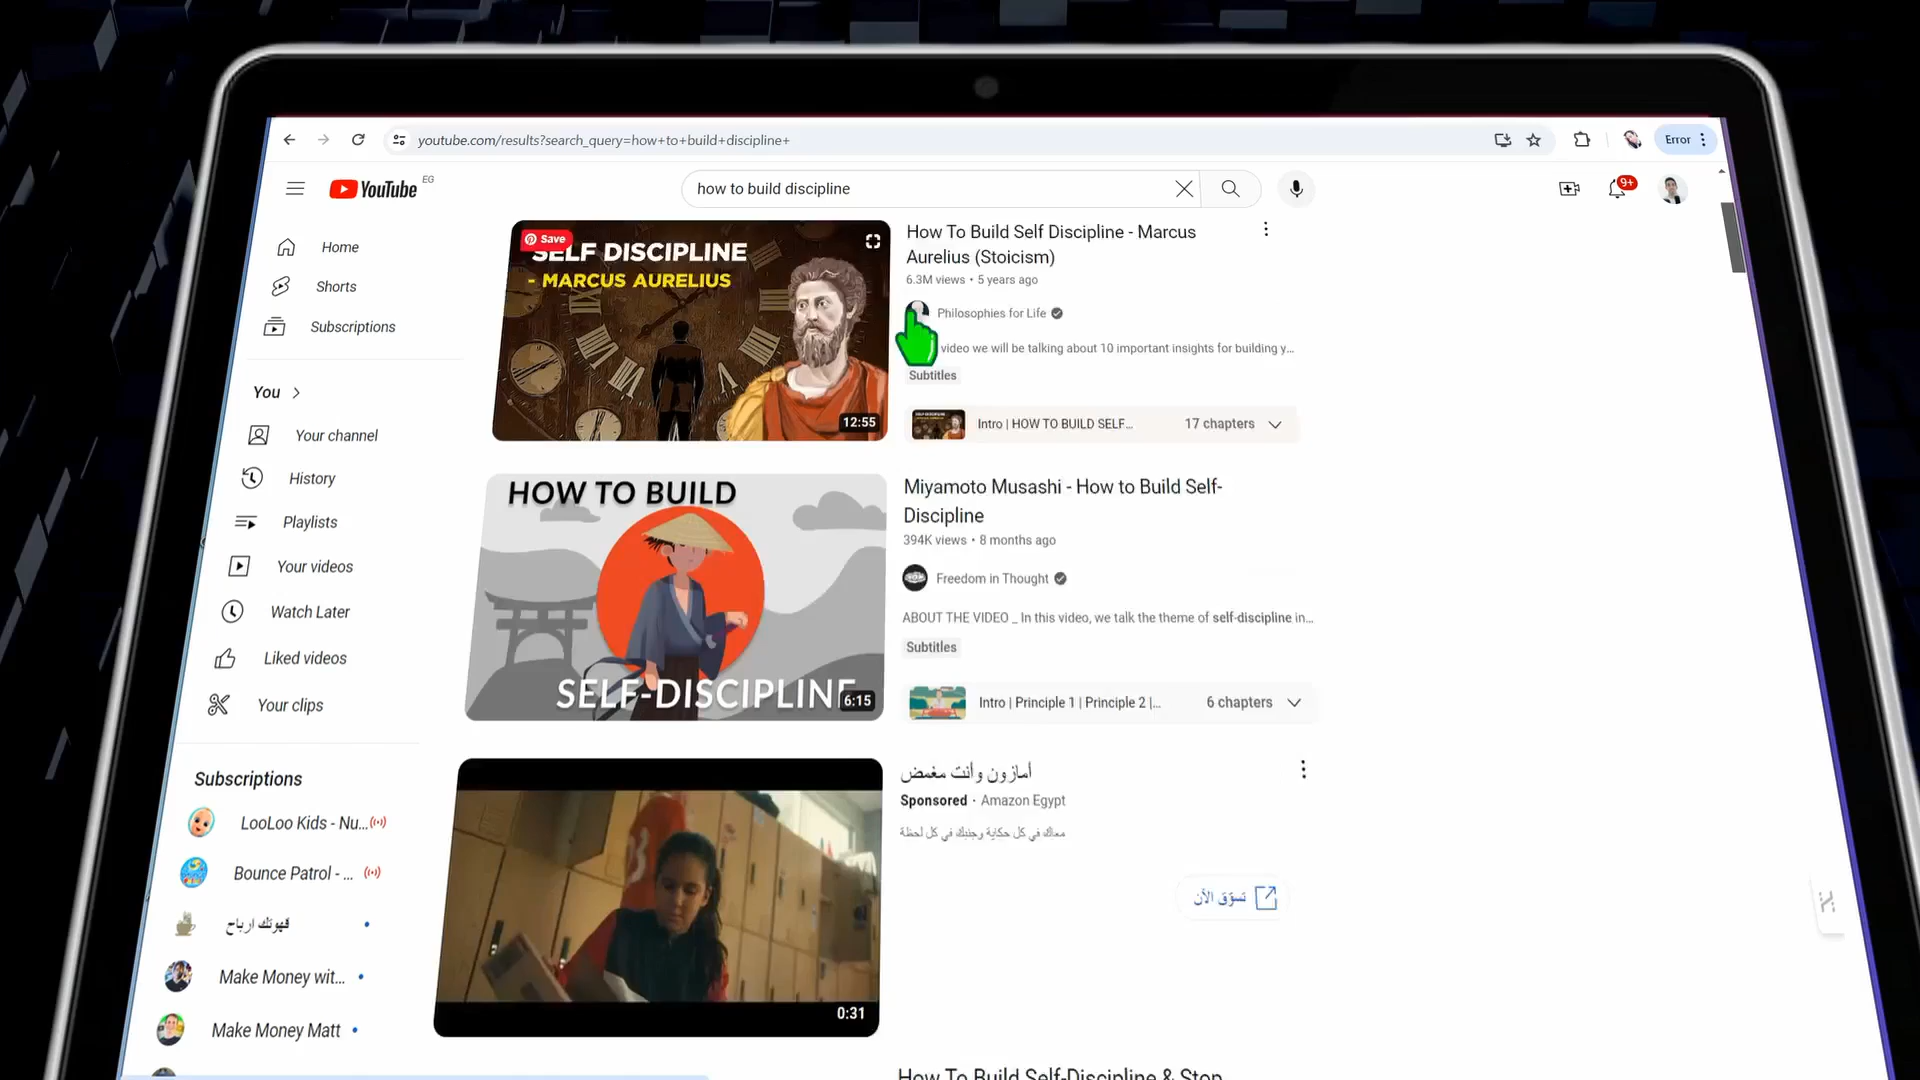 youtube.com/results?search_query=how+to+build+discipline+
Error
YouTube EG
how to build discipline
9+
Home
Shorts
Subscriptions
You
Your channel
History
Playlists
Your videos
Watch Later
Liked videos
Your clips
Subscriptions
LooLoo Kids - Nu...
Bounce Patrol - ...
قهوتك ارباح
Make Money wit...
Make Money Matt
Save
SELF DISCIPLINE
- MARCUS AURELIUS
12:55
How To Build Self Discipline - Marcus
Aurelius (Stoicism)
6.3M views • 5 years ago
Philosophies for Life
video we will be talking about 10 important insights for building y...
Subtitles
Intro | HOW TO BUILD SELF...
17 chapters
HOW TO BUILD
SELF-DISCIPLINE
6:15
Miyamoto Musashi - How to Build Self-
Discipline
394K views • 8 months ago
Freedom in Thought
ABOUT THE VIDEO _ In this video, we talk the theme of self-discipline in...
Subtitles
Intro | Principle 1 | Principle 2 |...
6 chapters
0:31
أمازون وأنت مغمض
Sponsored · Amazon Egypt
معاك في كل حكاية وجنبك في كل لحظة
تسوّق الآن
How To Build Self-Discipline & Stop